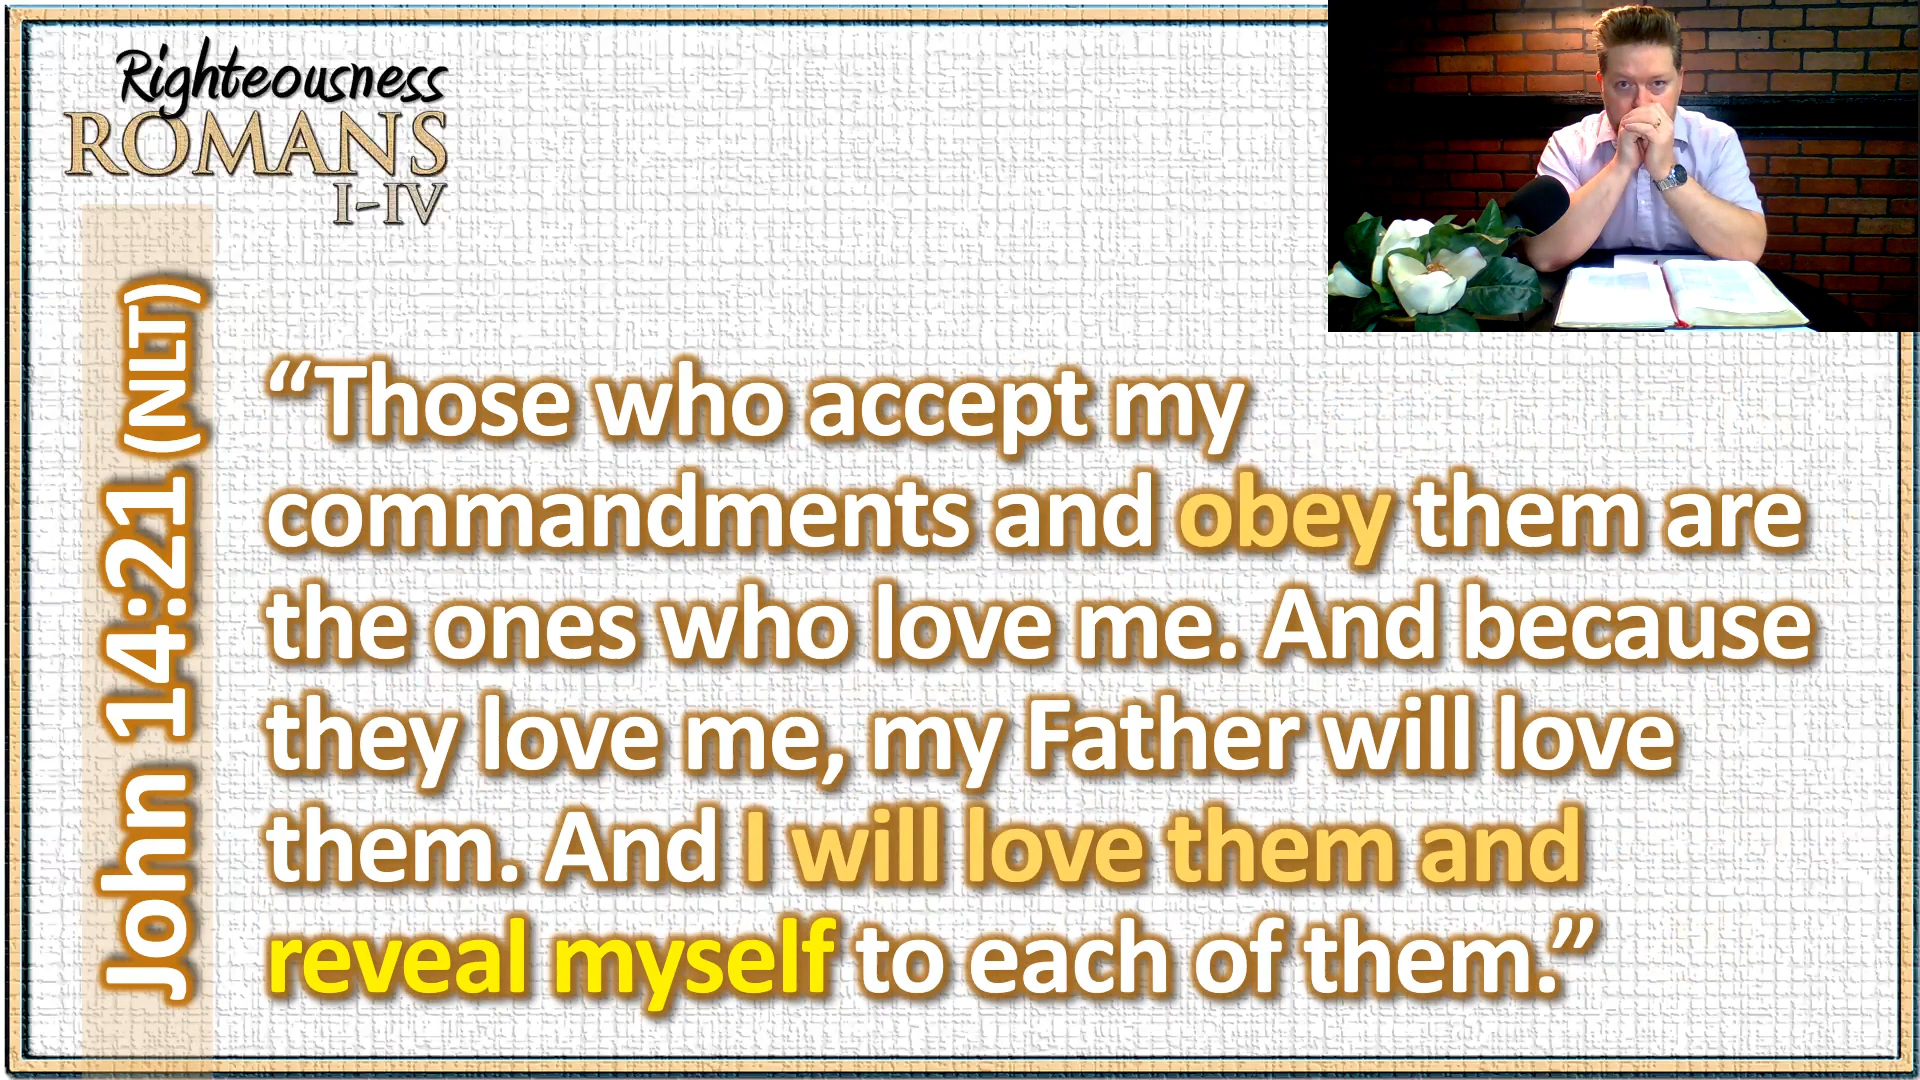 Righteousness
ROMANS
I-IV
John 14:21 (NLT)
“Those who accept my
commandments and obey them are
the ones who love me. And because
they love me, my Father will love
them. And I will love them and
reveal myself to each of them.”